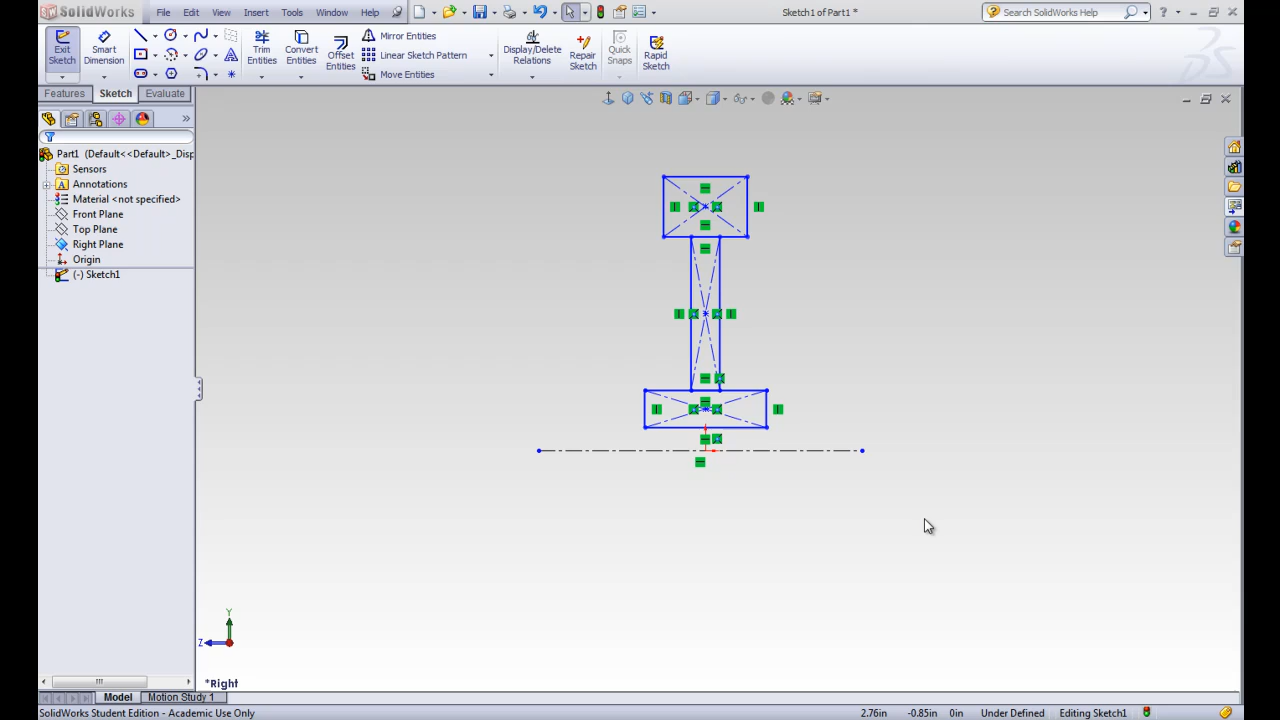 SolidWorks File Edit View Insert Tools Window Help Sketch1 of Part1 * Search SolidWorks Help
Exit Sketch
Smart Dimension
Trim Entities
Convert Entities
Offset Entities
Mirror Entities
Linear Sketch Pattern
Move Entities
Display/Delete Relations
Repair Sketch
Quick Snaps
Rapid Sketch
Features Sketch Evaluate
Part1 (Default<<Default>_Disp
Sensors
Annotations
Material <not specified>
Front Plane
Top Plane
Right Plane
Origin
(-) Sketch1
Y
Z
*Right
Model Motion Study 1
SolidWorks Student Edition - Academic Use Only 2.76in -0.85in 0in Under Defined Editing Sketch1